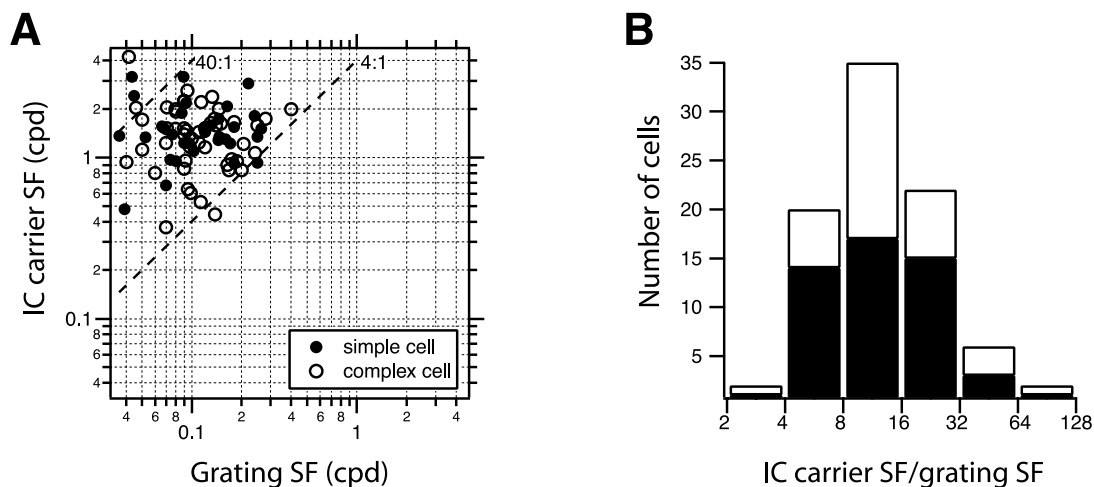 A
IC carrier SF (cpd)
4
2
1
8
6
4
2
0.1
8
6
4
40:1
4:1
simple cell
complex cell
4 6 8 2 4 6 8 2 4
0.1 1
Grating SF (cpd)
B
Number of cells
35
30
25
20
15
10
5
2 4 8 16 32 64 128
IC carrier SF/grating SF